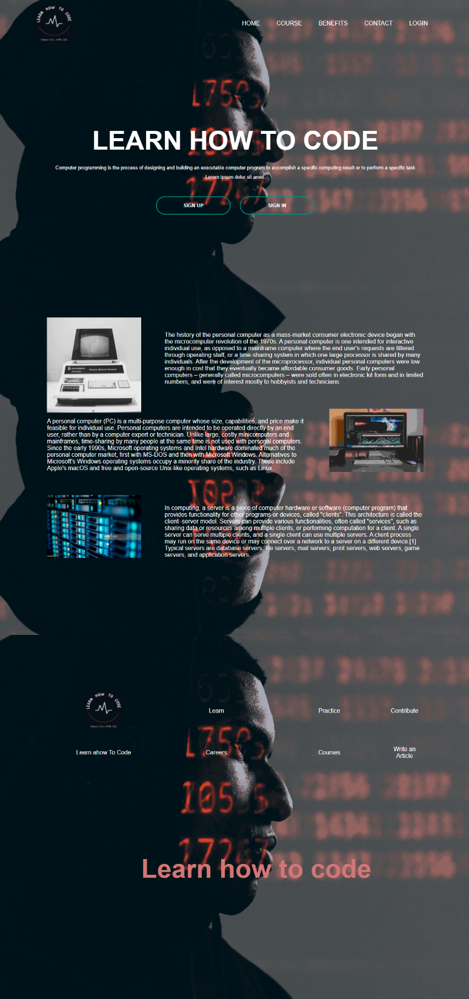 LEARN HOW TO CODE
Python C/C++ HTML CSS
HOME COURSE BENEFITS CONTACT LOGIN
LEARN HOW TO CODE
Computer programming is the process of designing and building an executable computer program to accomplish a specific computing result or to perform a specific task
Lorem ipsum dolor sit amet.
SIGN UP SIGN IN
The history of the personal computer as a mass-market consumer electronic device began with
the microcomputer revolution of the 1970s. A personal computer is one intended for interactive
individual use, as opposed to a mainframe computer where the end user's requests are filtered
through operating staff, or a time-sharing system in which one large processor is shared by many
individuals. After the development of the microprocessor, individual personal computers were low
enough in cost that they eventually became affordable consumer goods. Early personal
computers – generally called microcomputers – were sold often in electronic kit form and in limited
numbers, and were of interest mostly to hobbyists and technicians.
A personal computer (PC) is a multi-purpose computer whose size, capabilities, and price make it
feasible for individual use. Personal computers are intended to be operated directly by an end
user, rather than by a computer expert or technician. Unlike large, costly minicomputers and
mainframes, time-sharing by many people at the same time is not used with personal computers.
Since the early 1990s, Microsoft operating systems and Intel hardware dominated much of the
personal computer market, first with MS-DOS and then with Microsoft Windows. Alternatives to
Microsoft's Windows operating systems occupy a minority share of the industry. These include
Apple's macOS and free and open-source Unix-like operating systems, such as Linux.
In computing, a server is a piece of computer hardware or software (computer program) that
provides functionality for other programs or devices, called "clients". This architecture is called the
client–server model. Servers can provide various functionalities, often called "services", such as
sharing data or resources among multiple clients, or performing computation for a client. A single
server can serve multiple clients, and a single client can use multiple servers. A client process
may run on the same device or may connect over a network to a server on a different device.[1]
Typical servers are database servers, file servers, mail servers, print servers, web servers, game
servers, and application servers.
LEARN HOW TO CODE
Python C/C++ HTML CSS
Learn Practice Contribute
Learn ahow To Code Careers Courses Write an
Article
Learn how to code